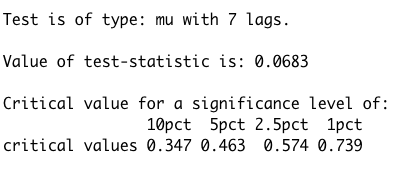 Test is of type: mu with 7 lags.
Value of test-statistic is: 0.0683
Critical value for a significance level of:
10pct 5pct 2.5pct 1pct
critical values 0.347 0.463 0.574 0.739